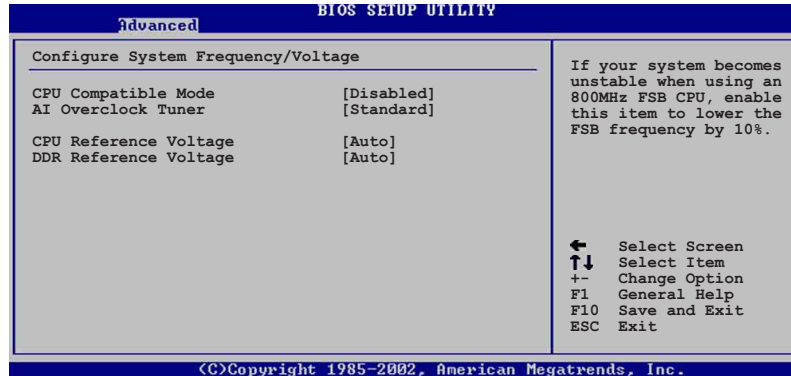 BIOS SETUP UTILITY
Advanced
Configure System Frequency/Voltage
CPU Compatible Mode [Disabled]
AI Overclock Tuner [Standard]
CPU Reference Voltage [Auto]
DDR Reference Voltage [Auto]
If your system becomes
unstable when using an
800MHz FSB CPU, enable
this item to lower the
FSB frequency by 10%.
← Select Screen
↑↓ Select Item
+- Change Option
F1 General Help
F10 Save and Exit
ESC Exit
(C)Copyright 1985-2002, American Megatrends, Inc.